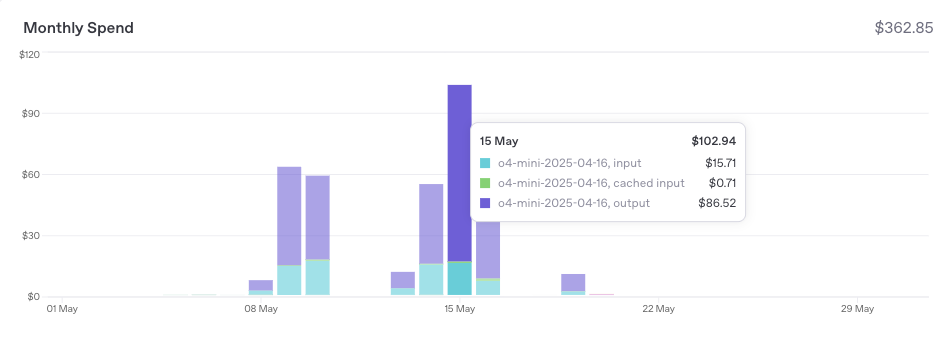 Monthly Spend $362.85
$120
$90
15 May $102.94
o4-mini-2025-04-16, input $15.71
$60
o4-mini-2025-04-16, cached input $0.71
o4-mini-2025-04-16, output $86.52
$30
$0
01 May 08 May 15 May 22 May 29 May